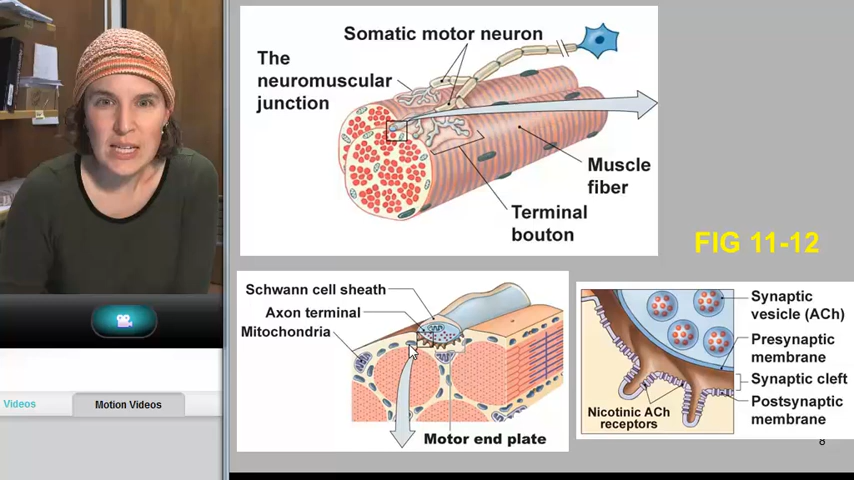 Somatic motor neuron
The
neuromuscular
junction
Muscle
fiber
Terminal
bouton
FIG 11-12
Schwann cell sheath
Axon terminal
Mitochondria
Motor end plate
Synaptic
vesicle (ACh)
Presynaptic
membrane
Synaptic cleft
Postsynaptic
membrane
Nicotinic ACh
receptors
8
Videos
Motion Videos